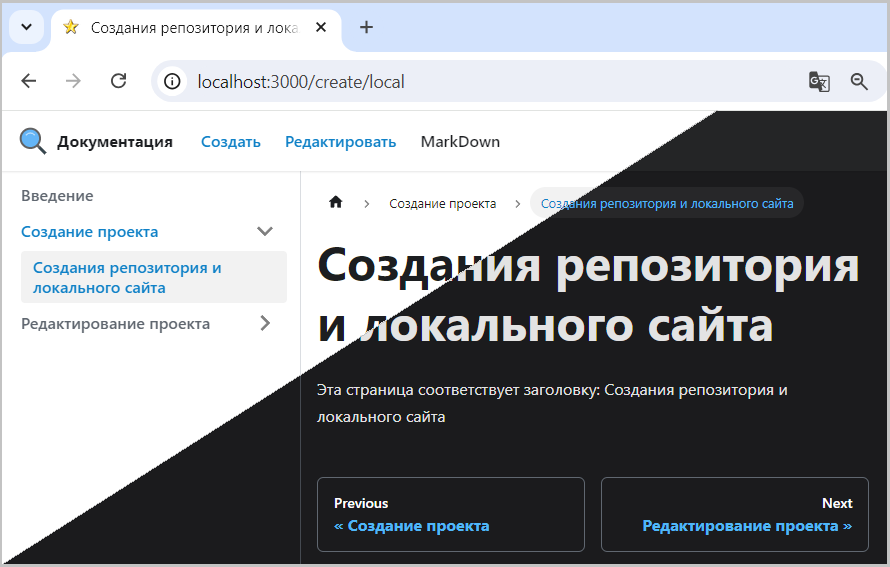 Создания репозитория и лока
localhost:3000/create/local
Документация Создать Редактировать MarkDown
Введение
Создание проекта
Создания репозитория и
локального сайта
Редактирование проекта
Создание проекта Создания репозитория и локального сайта
Создания репозитория
и локального сайта
Эта страница соответствует заголовку: Создания репозитория и
локального сайта
Previous
« Создание проекта
Next
Редактирование проекта »